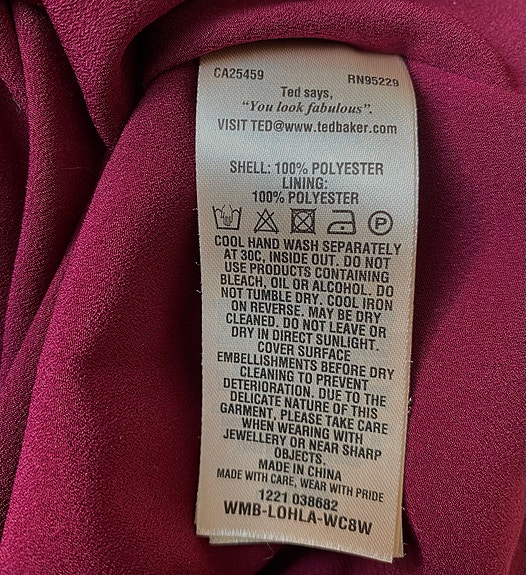 CA25459 RN95229
Ted says,
"You look fabulous".
VISIT TED@www.tedbaker.com
SHELL: 100% POLYESTER
LINING:
100% POLYESTER
P
COOL HAND WASH SEPARATELY
AT 30C, INSIDE OUT. DO NOT
USE PRODUCTS CONTAINING
BLEACH, OIL OR ALCOHOL. DO
NOT TUMBLE DRY. COOL IRON
ON REVERSE. MAY BE DRY
CLEANED. DO NOT LEAVE OR
DRY IN DIRECT SUNLIGHT.
COVER SURFACE
EMBELLISHMENTS BEFORE DRY
CLEANING TO PREVENT
DETERIORATION. DUE TO THE
DELICATE NATURE OF THIS
GARMENT, PLEASE TAKE CARE
WHEN WEARING WITH
JEWELLERY OR NEAR SHARP
OBJECTS.
MADE IN CHINA
MADE WITH CARE, WEAR WITH PRIDE
1221 038682
WMB-LOHLA-WC8W